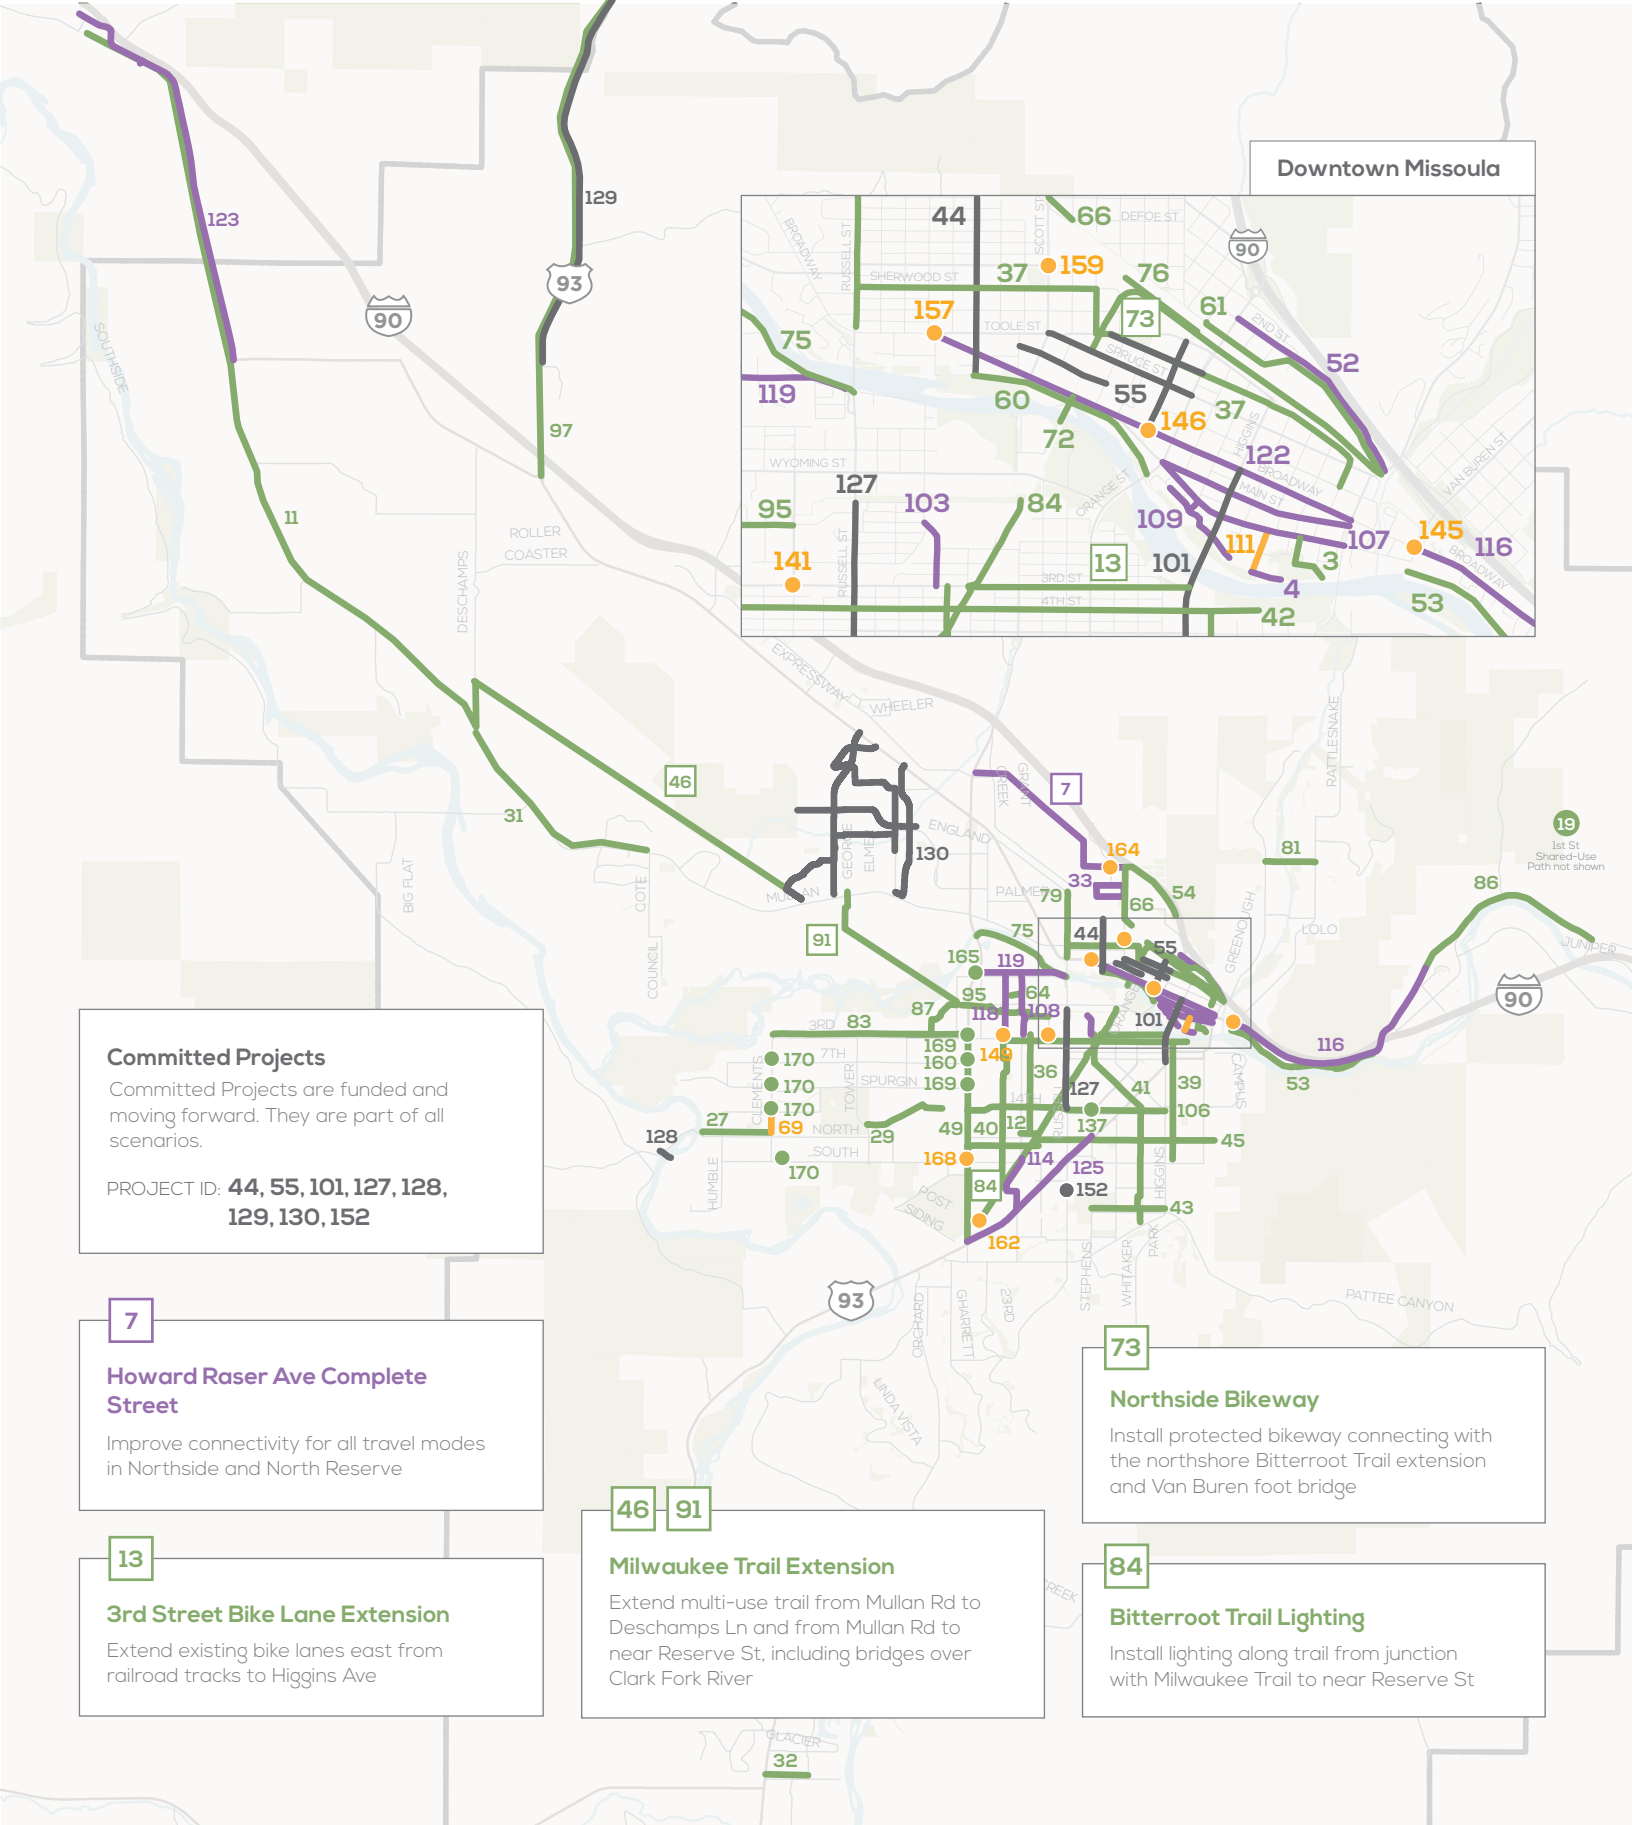 Downtown Missoula
44
66
DEFOE ST
SCOTT ST
BROADWAY
RUSSELL ST
90
159
76
37
SHERWOOD ST
157
73
61
2ND ST
75
TOOLE ST
SPRUCE ST
52
119
55
60
37
146
72
HIGGINS
122
BROADWAY
VAN BUREN ST
WYOMING ST
127
103
84
ORANGE ST
MAIN ST
95
109
107
145
116
BROADWAY
141
RUSSELL ST
13
101
111
3
3RD ST
4
4TH ST
42
53
129
123
93
90
SOUTHSIDE
97
11
ROLLER
COASTER
DESCHAMPS
EXPRESSWAY
WHEELER
RATTLESNAKE
46
CREEK
GRANT
7
31
ENGLAND
GEORGE
ELMER
130
19
1st St
Shared-Use
Path not shown
164
81
BIG FLAT
COTE
MULLAN
PALMER
33
79
54
66
86
91
75
44
55
GREENOUGH
LOLO
JUNIPER
COUNCIL
165
119
90
95
64
ORANGE
87
118
108
101
83
3RD
169
149
116
7TH
170
160
36
53
CLEMENTS
TOWER
SPURGIN
170
169
127
41
39
CAMPUS
14TH
170
106
27
69
NORTH
29
49
40
12
RUSSELL
137
45
128
SOUTH
168
114
125
170
HUMBLE
84
152
HIGGINS
POST
SIDING
43
162
PARK
STEPHENS
WHITAKER
93
ORCHARD
GHARRETT
23RD
PATTEE CANYON
LINDA VISTA
Committed Projects
Committed Projects are funded and
moving forward. They are part of all
scenarios.
PROJECT ID: 44, 55, 101, 127, 128,
129, 130, 152
7
Howard Raser Ave Complete
Street
Improve connectivity for all travel modes
in Northside and North Reserve
13
3rd Street Bike Lane Extension
Extend existing bike lanes east from
railroad tracks to Higgins Ave
46 91
Milwaukee Trail Extension
Extend multi-use trail from Mullan Rd to
Deschamps Ln and from Mullan Rd to
near Reserve St, including bridges over
Clark Fork River
73
Northside Bikeway
Install protected bikeway connecting with
the northshore Bitterroot Trail extension
and Van Buren foot bridge
84
Bitterroot Trail Lighting
Install lighting along trail from junction
with Milwaukee Trail to near Reserve St
GLACIER
32